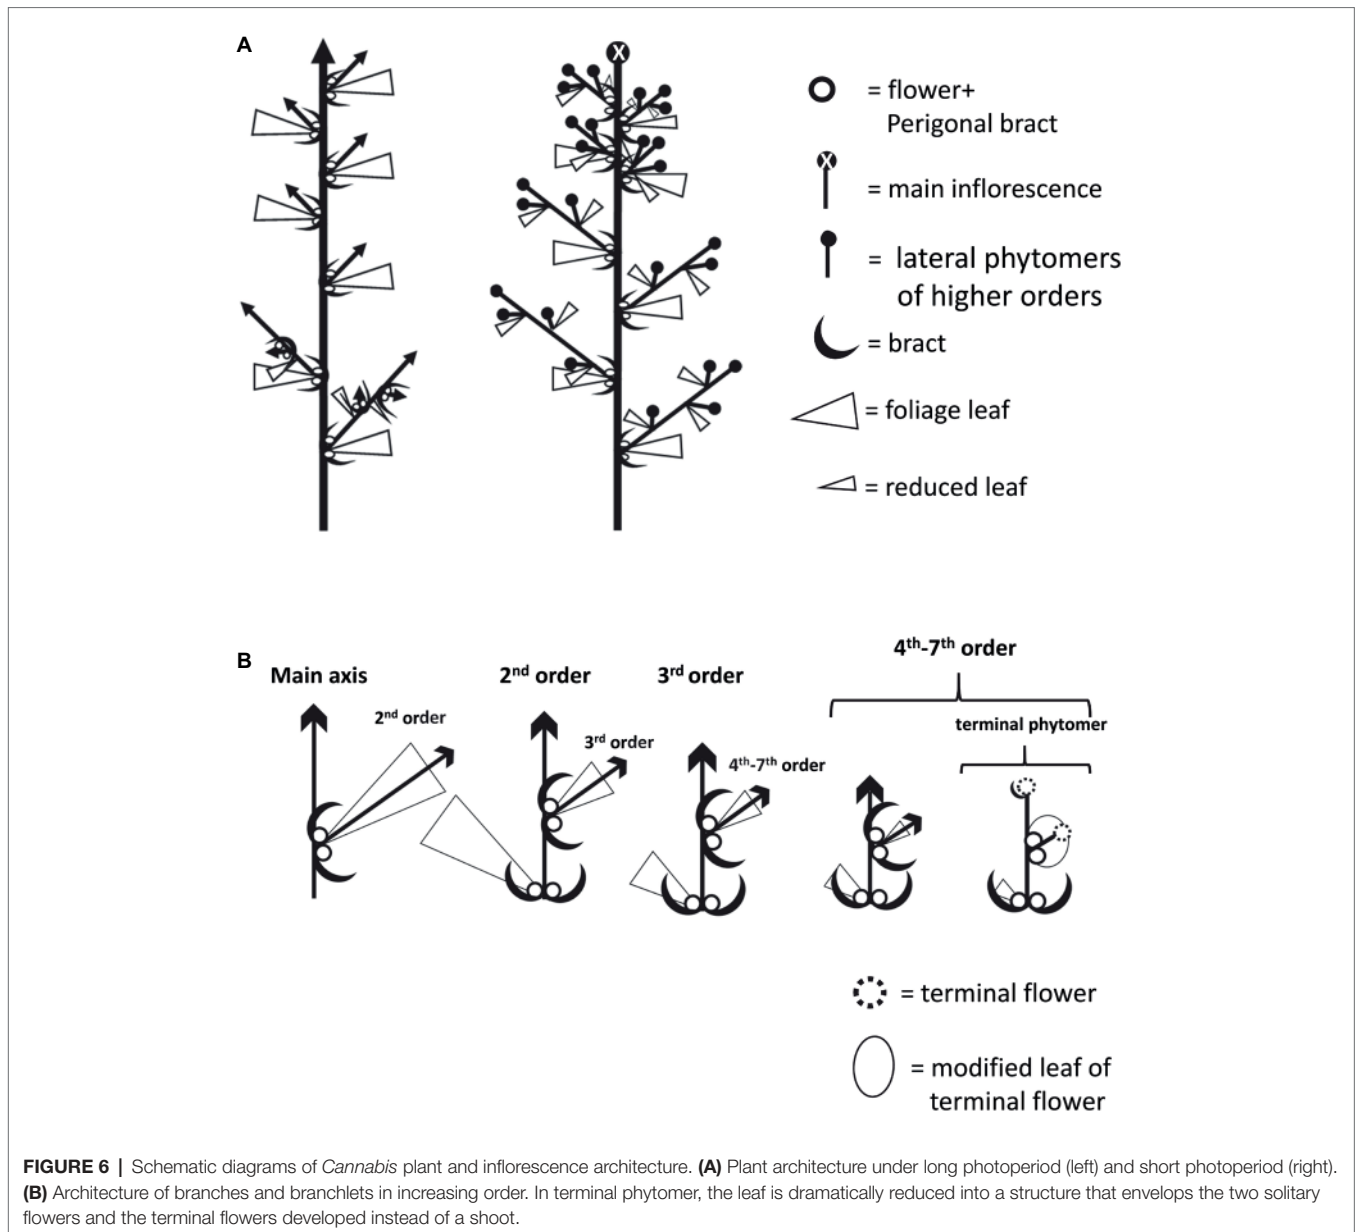 A
X
= flower+
Perigonal bract
X
= main inflorescence
= lateral phytomers
of higher orders
= bract
= foliage leaf
= reduced leaf
B
4th-7th order
Main axis
2nd order
3rd order
2nd order
terminal phytomer
3rd order
4th-7th order
= terminal flower
= modified leaf of
terminal flower
FIGURE 6 | Schematic diagrams of Cannabis plant and inflorescence architecture. (A) Plant architecture under long photoperiod (left) and short photoperiod (right).
(B) Architecture of branches and branchlets in increasing order. In terminal phytomer, the leaf is dramatically reduced into a structure that envelops the two solitary
flowers and the terminal flowers developed instead of a shoot.